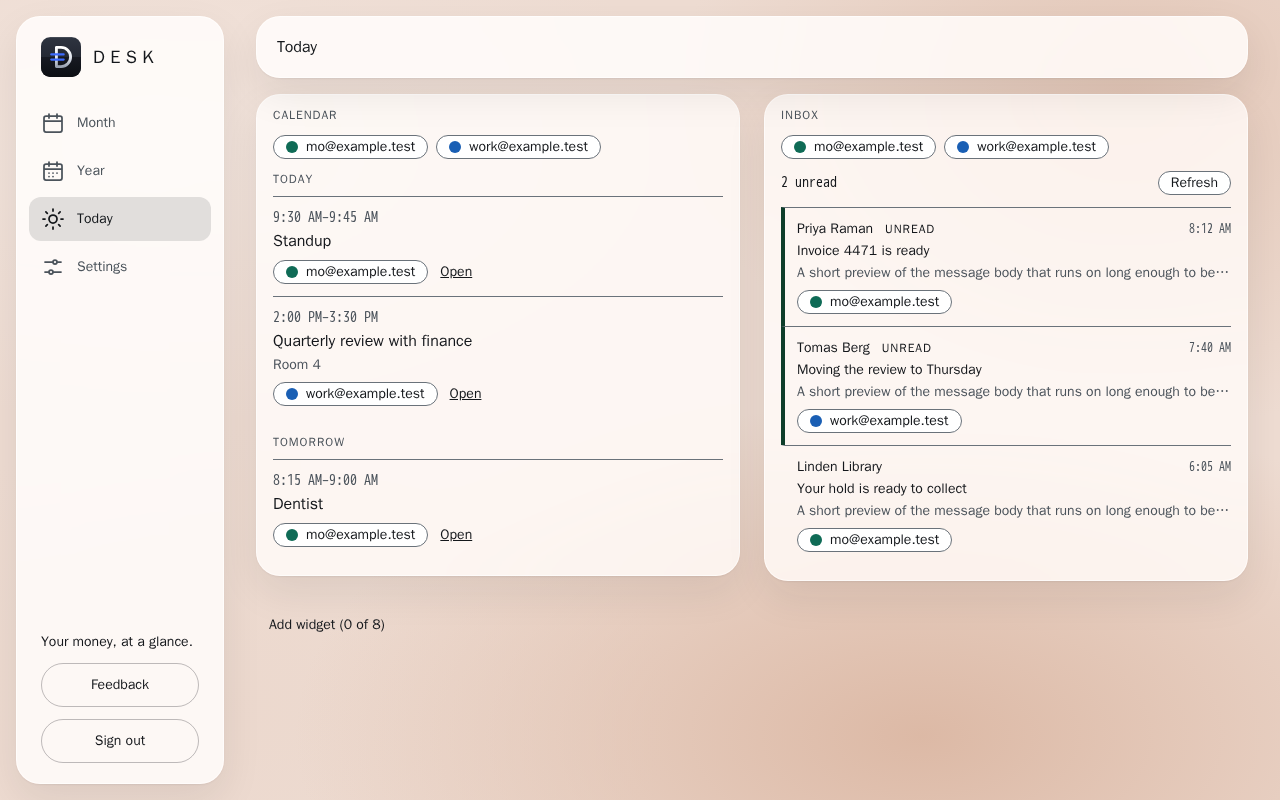 DESK
Month
Year
Today
Settings
Your money, at a glance.
Feedback
Sign out
Today
CALENDAR
mo@example.test work@example.test
TODAY
9:30 AM–9:45 AM
Standup
mo@example.test Open
2:00 PM–3:30 PM
Quarterly review with finance
Room 4
work@example.test Open
TOMORROW
8:15 AM–9:00 AM
Dentist
mo@example.test Open
INBOX
mo@example.test work@example.test
2 unread Refresh
Priya Raman UNREAD 8:12 AM
Invoice 4471 is ready
A short preview of the message body that runs on long enough to be…
mo@example.test
Tomas Berg UNREAD 7:40 AM
Moving the review to Thursday
A short preview of the message body that runs on long enough to be…
work@example.test
Linden Library 6:05 AM
Your hold is ready to collect
A short preview of the message body that runs on long enough to be…
mo@example.test
Add widget (0 of 8)